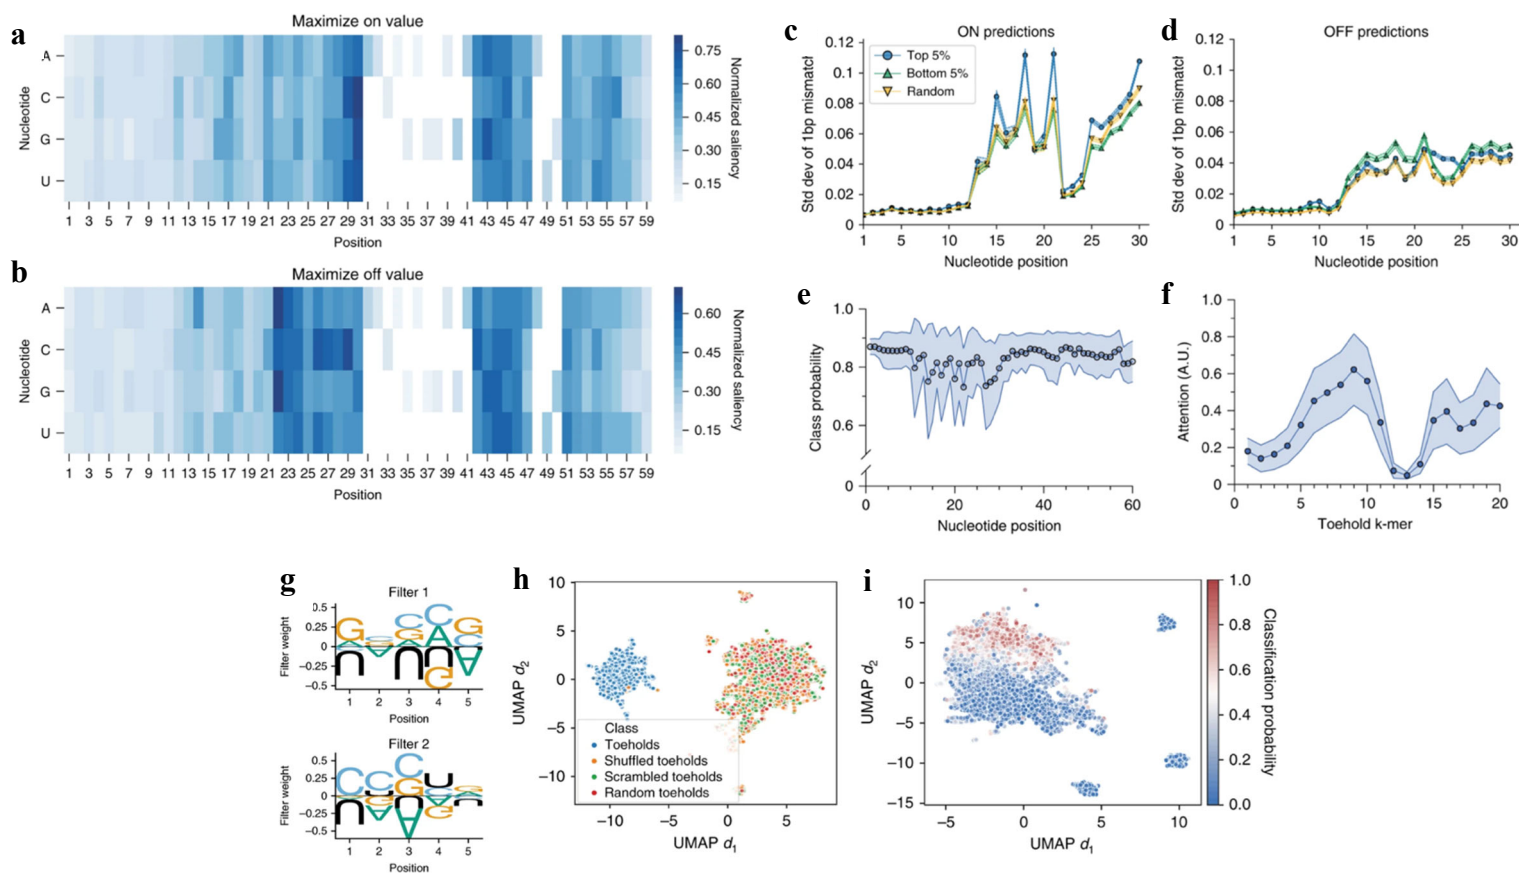 a
Maximize on value
Nucleotide
A
C
G
U
1 3 5 7 9 11 13 15 17 19 21 23 25 27 29 31 33 35 37 39 41 43 45 47 49 51 53 55 57 59
Position
0.75
0.60
0.45
0.30
0.15
Normalized saliency
b
Maximize off value
Nucleotide
A
C
G
U
1 3 5 7 9 11 13 15 17 19 21 23 25 27 29 31 33 35 37 39 41 43 45 47 49 51 53 55 57 59
Position
0.60
0.45
0.30
0.15
Normalized saliency
c
ON predictions
Std dev of 1bp mismatcl
0.12
0.1
0.08
0.06
0.04
0.02
0
Top 5%
Bottom 5%
Random
1 5 10 15 20 25 30
Nucleotide position
d
OFF predictions
Std dev of 1bp mismatcl
0.12
0.1
0.08
0.06
0.04
0.02
0
1 5 10 15 20 25 30
Nucleotide position
e
Class probability
1.0
0.8
0.6
0
0 20 40 60
Nucleotide position
f
Attention (A.U.)
1.0
0.8
0.6
0.4
0.2
0
0 5 10 15 20
Toehold k-mer
g
Filter 1
Filter weight
0.5
0.25
0
−0.25
−0.5
1 2 3 4 5
Position
Filter 2
Filter weight
0.5
0.25
0
−0.25
−0.5
1 2 3 4 5
Position
h
UMAP d2
10
5
0
−5
−10
Class
Toeholds
Shuffled toeholds
Scrambled toeholds
Random toeholds
−10 −5 0 5
UMAP d1
i
UMAP d2
10
5
0
−5
−10
−15
−5 0 5 10
UMAP d1
1.0
0.8
0.6
0.4
0.2
0.0
Classification probability